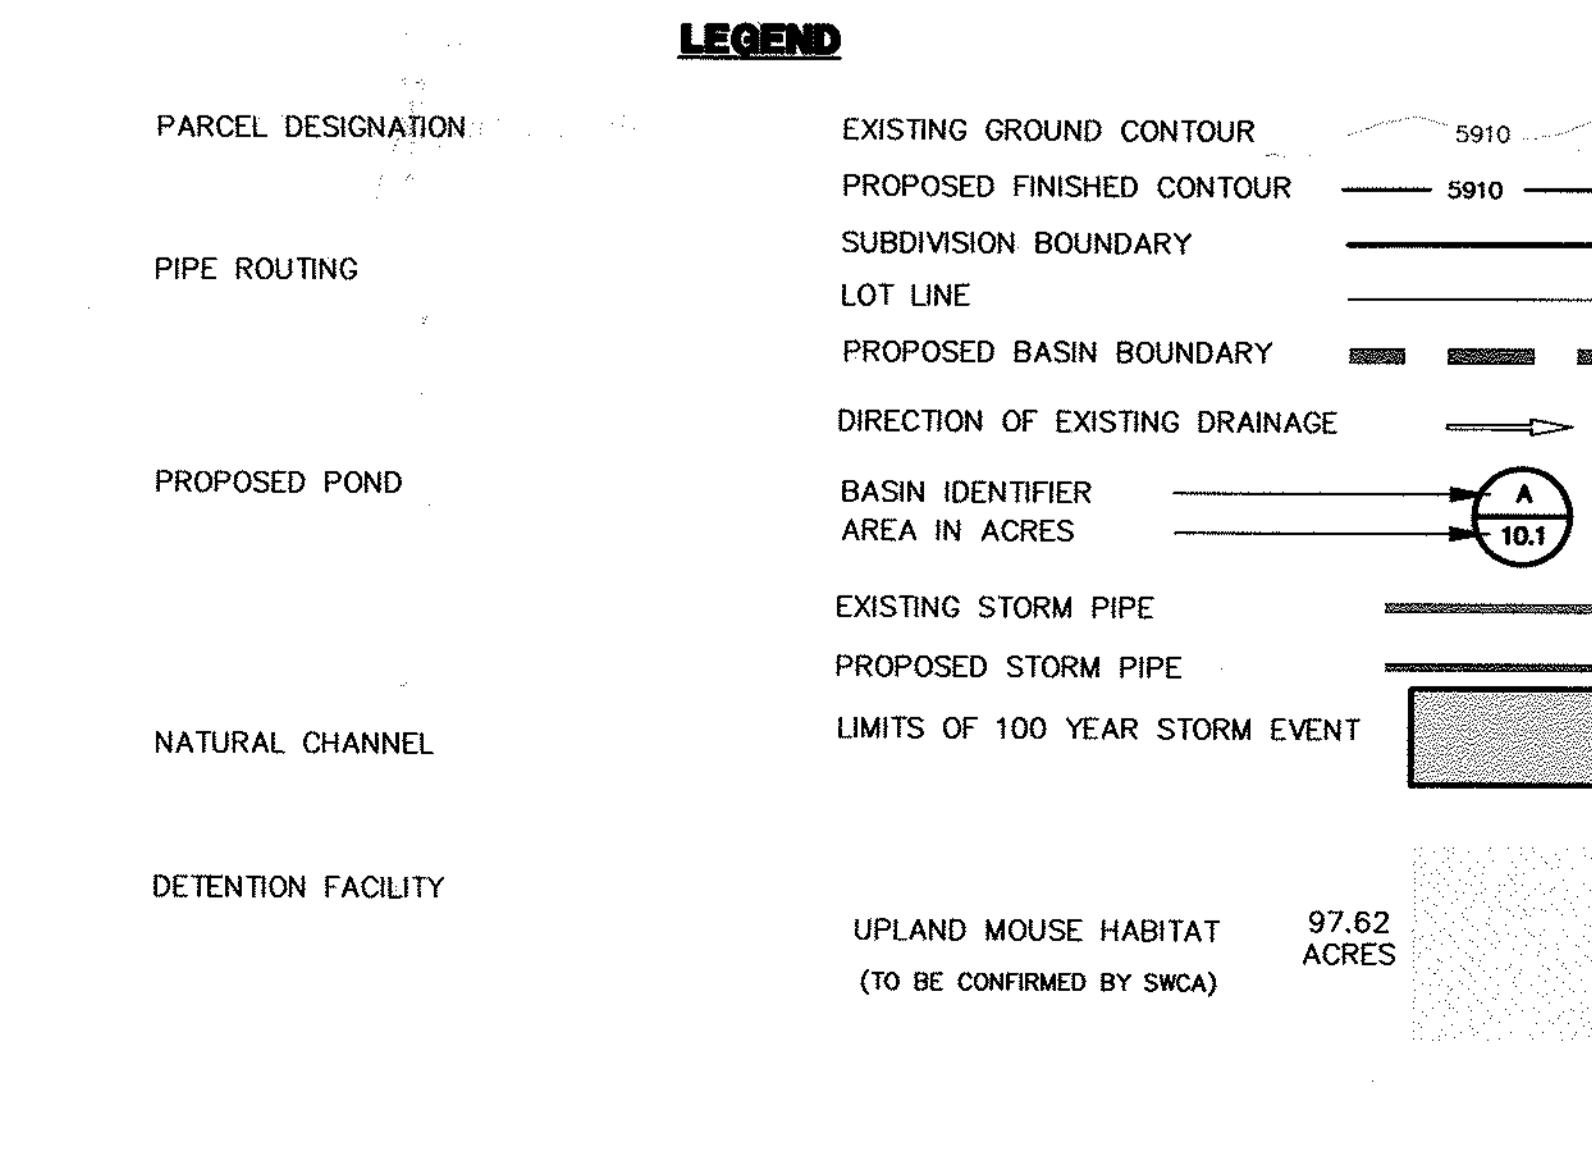 LEGEND
PARCEL DESIGNATION
PIPE ROUTING
PROPOSED POND
NATURAL CHANNEL
DETENTION FACILITY
EXISTING GROUND CONTOUR 5910
PROPOSED FINISHED CONTOUR 5910
SUBDIVISION BOUNDARY
LOT LINE
PROPOSED BASIN BOUNDARY
DIRECTION OF EXISTING DRAINAGE
BASIN IDENTIFIER A
AREA IN ACRES 10.1
EXISTING STORM PIPE
PROPOSED STORM PIPE
LIMITS OF 100 YEAR STORM EVENT
UPLAND MOUSE HABITAT 97.62
ACRES
(TO BE CONFIRMED BY SWCA)